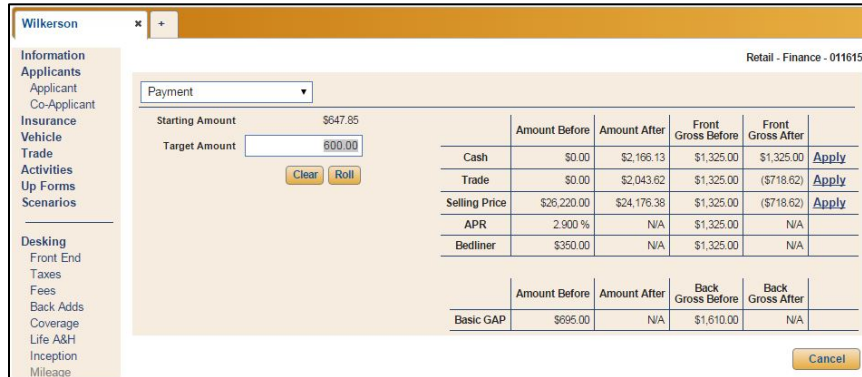 Wilkerson × +
Retail - Finance - 011615
Information
Applicants
Applicant
Co-Applicant
Insurance
Vehicle
Trade
Activities
Up Forms
Scenarios
Desking
Front End
Taxes
Fees
Back Adds
Coverage
Life A&H
Inception
Mileage
Payment
Starting Amount $647.85
Target Amount 600.00
Clear Roll
Amount Before Amount After Front Gross Before Front Gross After
Cash $0.00 $2,166.13 $1,325.00 $1,325.00 Apply
Trade $0.00 $2,043.62 $1,325.00 ($718.62) Apply
Selling Price $26,220.00 $24,176.38 $1,325.00 ($718.62) Apply
APR 2.900 % N/A $1,325.00 N/A
Bedliner $350.00 N/A $1,325.00 N/A
Amount Before Amount After Back Gross Before Back Gross After
Basic GAP $695.00 N/A $1,610.00 N/A
Cancel